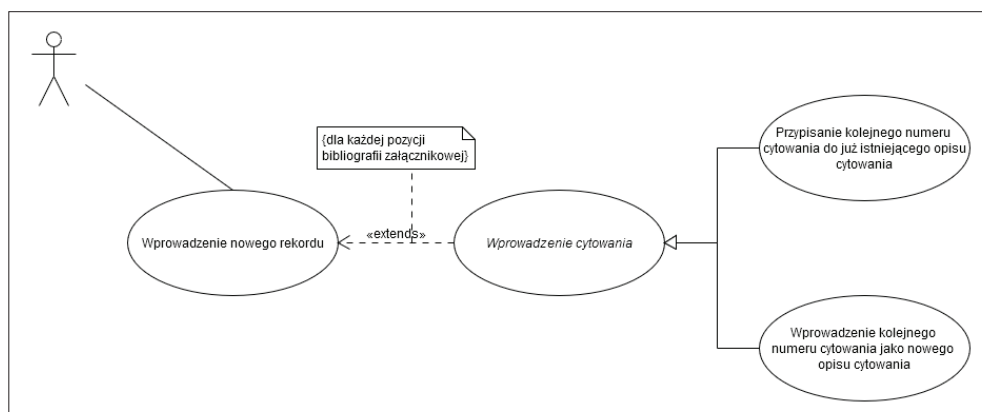 {dla każdej pozycji
bibliografii załącznikowej}
Wprowadzenie nowego rekordu
«extends»
Wprowadzenie cytowania
Przypisanie kolejnego numeru
cytowania do już istniejącego opisu
cytowania
Wprowadzenie kolejnego
numeru cytowania jako nowego
opisu cytowania